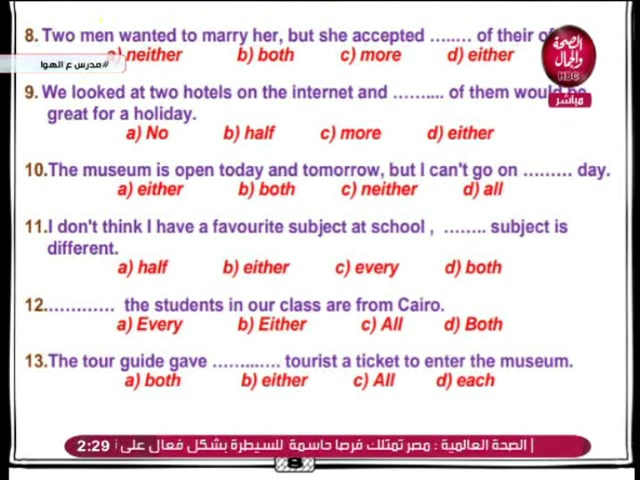 8. Two men wanted to marry her, but she accepted ........ of their of
a) neither b) both c) more d) either
الصحة والجمال
HBC
مباشر
#مدرس ع الهوا
9. We looked at two hotels on the internet and .......... of them would be
great for a holiday.
a) No b) half c) more d) either
10.The museum is open today and tomorrow, but I can't go on ......... day.
a) either b) both c) neither d) all
11.I don't think I have a favourite subject at school , ........ subject is
different.
a) half b) either c) every d) both
12............. the students in our class are from Cairo.
a) Every b) Either c) All d) Both
13.The tour guide gave ............ tourist a ticket to enter the museum.
a) both b) either c) All d) each
2:29 | الصحة العالمية : مصر تمتلك فرصا حاسمة للسيطرة بشكل فعال على
8